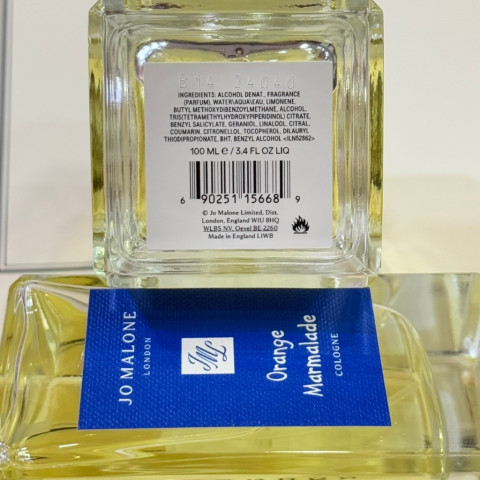 INGREDIENTS: ALCOHOL DENAT., FRAGRANCE
(PARFUM), WATER\AQUA\EAU, LIMONENE,
BUTYL METHOXYDIBENZOYLMETHANE, ALCOHOL,
TRIS(TETRAMETHYLHYDROXYPIPERIDINOL) CITRATE,
BENZYL SALICYLATE, GERANIOL, LINALOOL, CITRAL,
COUMARIN, CITRONELLOL, TOCOPHEROL, DILAURYL
THIODIPROPIONATE, BHT, BENZYL ALCOHOL <ILN52862>
100 ML e / 3.4 FL OZ LIQ
6 90251 15668 9
© Jo Malone Limited, Dist.
London, England W1U 8HQ
WLBS NV, Oevel BE-2260
Made in England LIWB
JO MALONE
LONDON
JML
Orange
Marmalade
COLOGNE